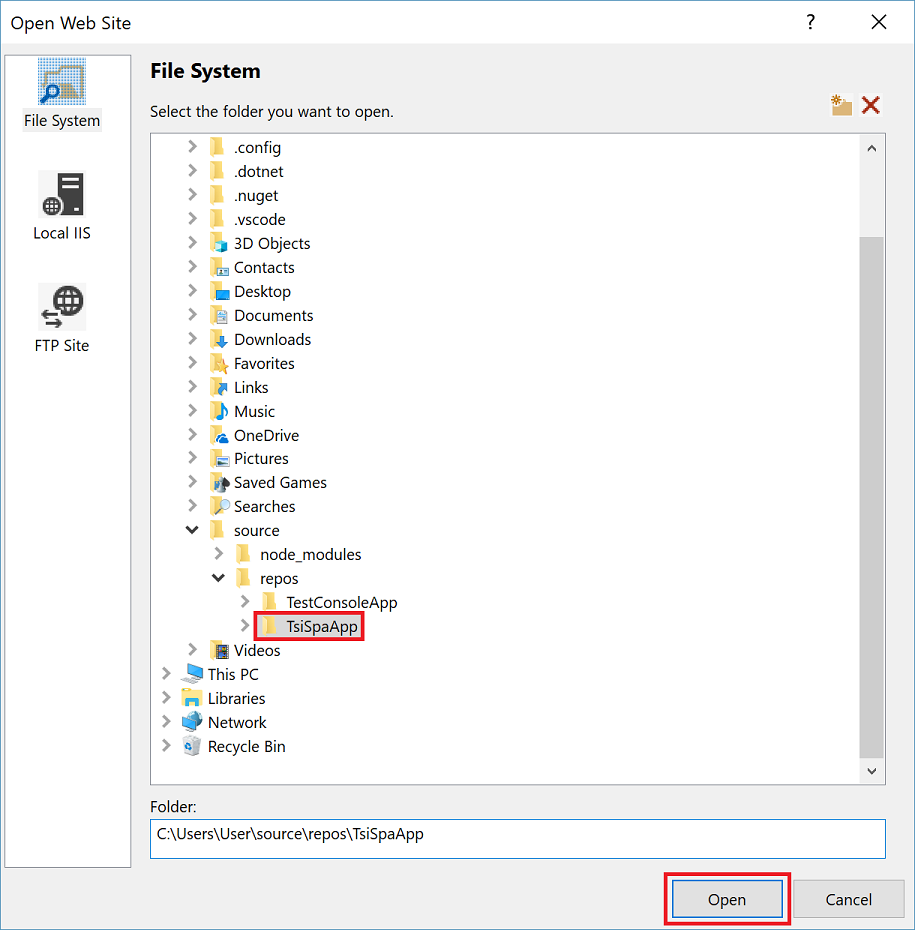 Open Web Site
?
File System
Local IIS
FTP Site
File System
Select the folder you want to open.
.config
.dotnet
.nuget
.vscode
3D Objects
Contacts
Desktop
Documents
Downloads
Favorites
Links
Music
OneDrive
Pictures
Saved Games
Searches
source
node_modules
repos
TestConsoleApp
TsiSpaApp
Videos
This PC
Libraries
Network
Recycle Bin
Folder:
C:\Users\User\source\repos\TsiSpaApp
Open
Cancel